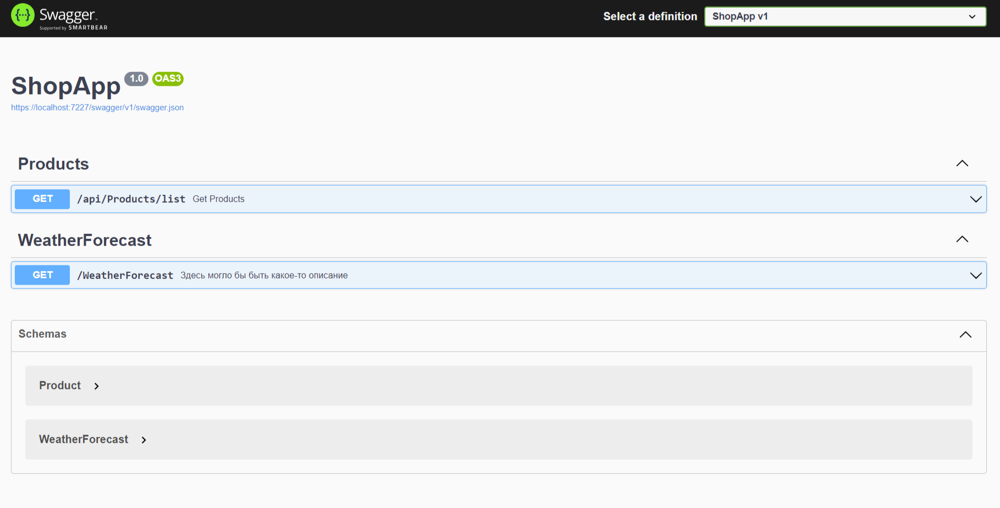 Swagger
Supported by SMARTBEAR
Select a definition
ShopApp v1
ShopApp 1.0 OAS3
https://localhost:7227/swagger/v1/swagger.json
Products
GET /api/Products/list Get Products
WeatherForecast
GET /WeatherForecast Здесь могло бы быть какое-то описание
Schemas
Product
WeatherForecast